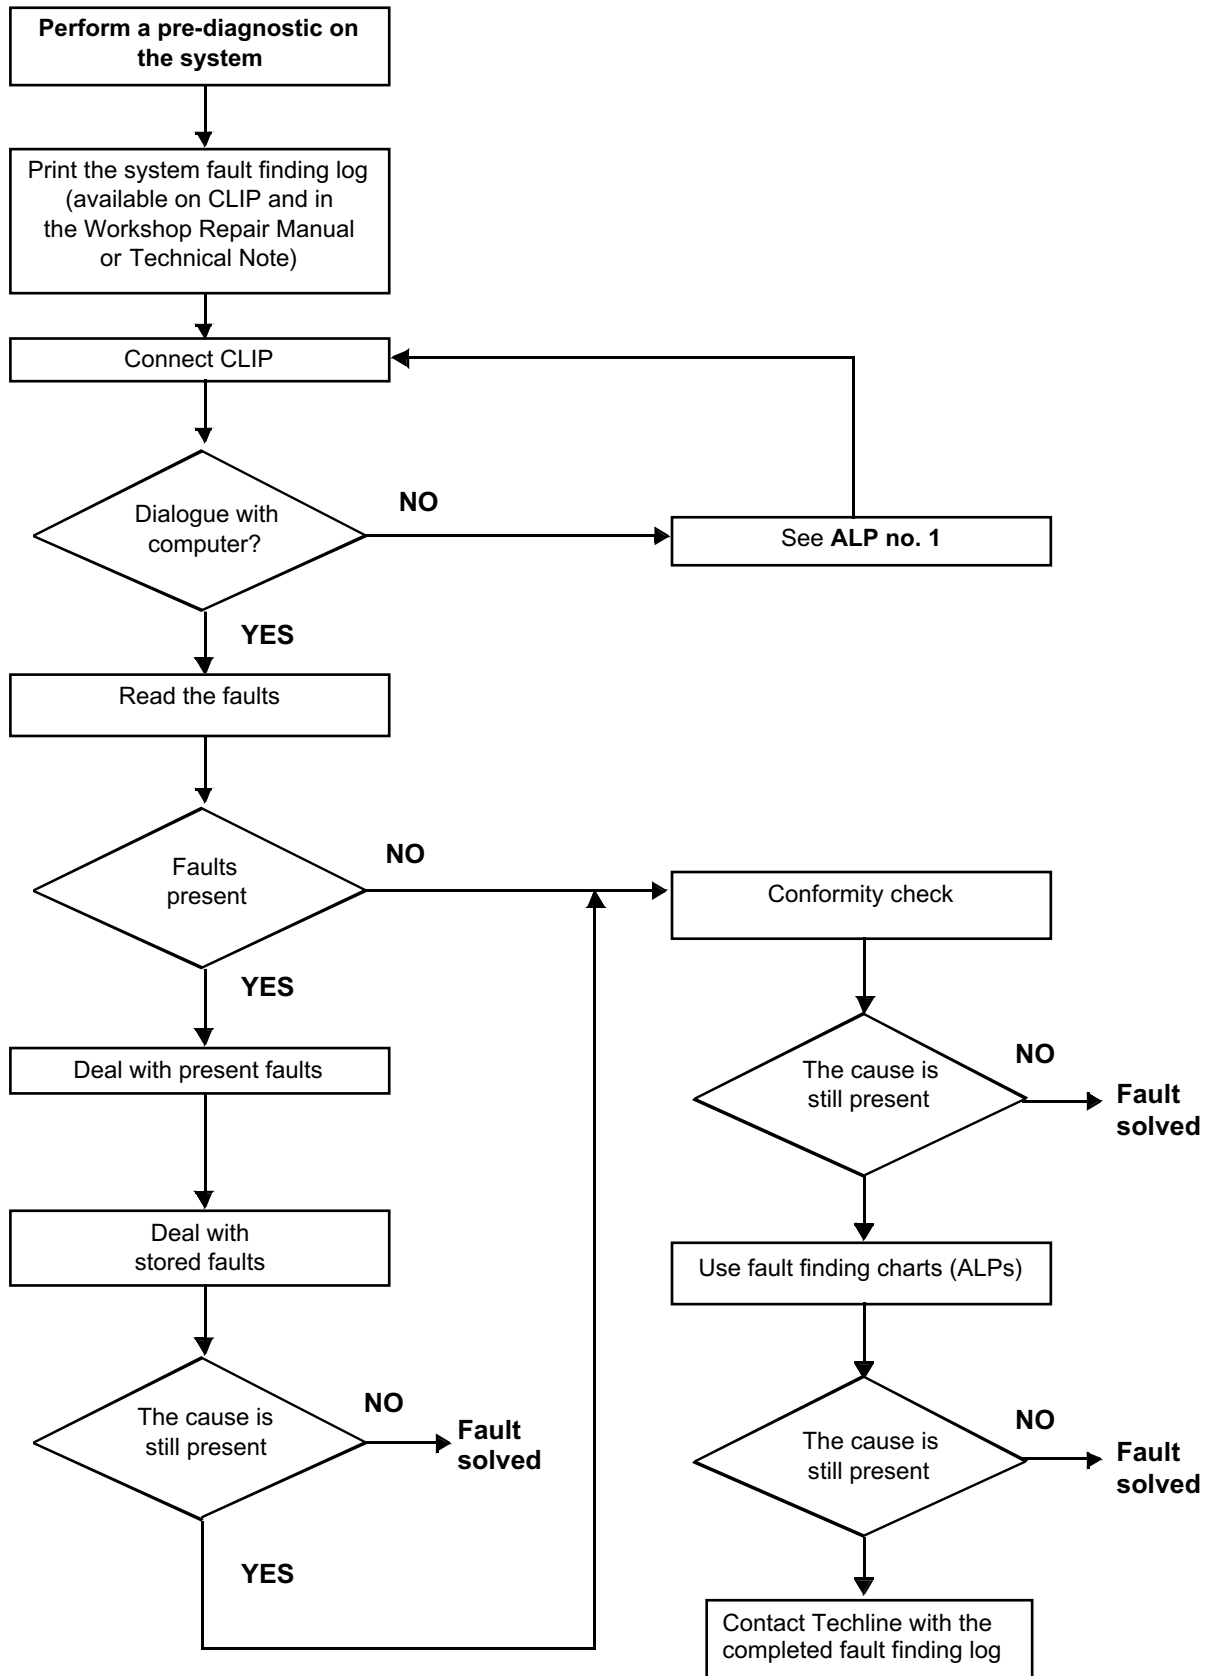 Perform a pre-diagnostic on
the system
Print the system fault finding log
(available on CLIP and in
the Workshop Repair Manual
or Technical Note)
Connect CLIP
Dialogue with
computer?
NO
See ALP no. 1
YES
Read the faults
Faults
present
NO
Conformity check
YES
Deal with present faults
The cause is
still present
NO
Fault
solved
Deal with
stored faults
Use fault finding charts (ALPs)
The cause is
still present
NO
Fault
solved
The cause is
still present
NO
Fault
solved
YES
Contact Techline with the
completed fault finding log